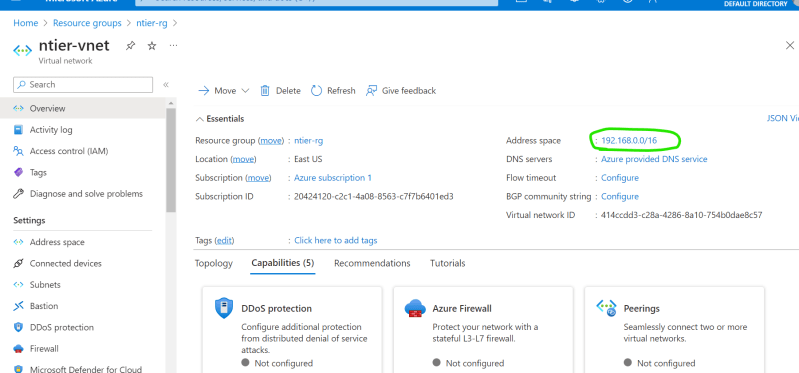 Microsoft Azure
DEFAULT DIRECTORY
Home > Resource groups > ntier-rg >
ntier-vnet
Virtual network
Search
Move
Delete
Refresh
Give feedback
Overview
Activity log
Access control (IAM)
Tags
Diagnose and solve problems
Settings
Address space
Connected devices
Subnets
Bastion
DDoS protection
Firewall
Microsoft Defender for Cloud
Essentials
JSON Vie
Resource group (move) : ntier-rg
Location (move) : East US
Subscription (move) : Azure subscription 1
Subscription ID : 20424120-c2c1-4a08-8563-c7f7b6401ed3
Address space : 192.168.0.0/16
DNS servers : Azure provided DNS service
Flow timeout : Configure
BGP community string : Configure
Virtual network ID : 414ccdd3-c28a-4286-8a10-754b0dae8c57
Tags (edit) : Click here to add tags
Topology Capabilities (5) Recommendations Tutorials
DDoS protection
Configure additional protection
from distributed denial of service
attacks.
Not configured
Azure Firewall
Protect your network with a
stateful L3-L7 firewall.
Not configured
Peerings
Seamlessly connect two or more
virtual networks.
Not configured